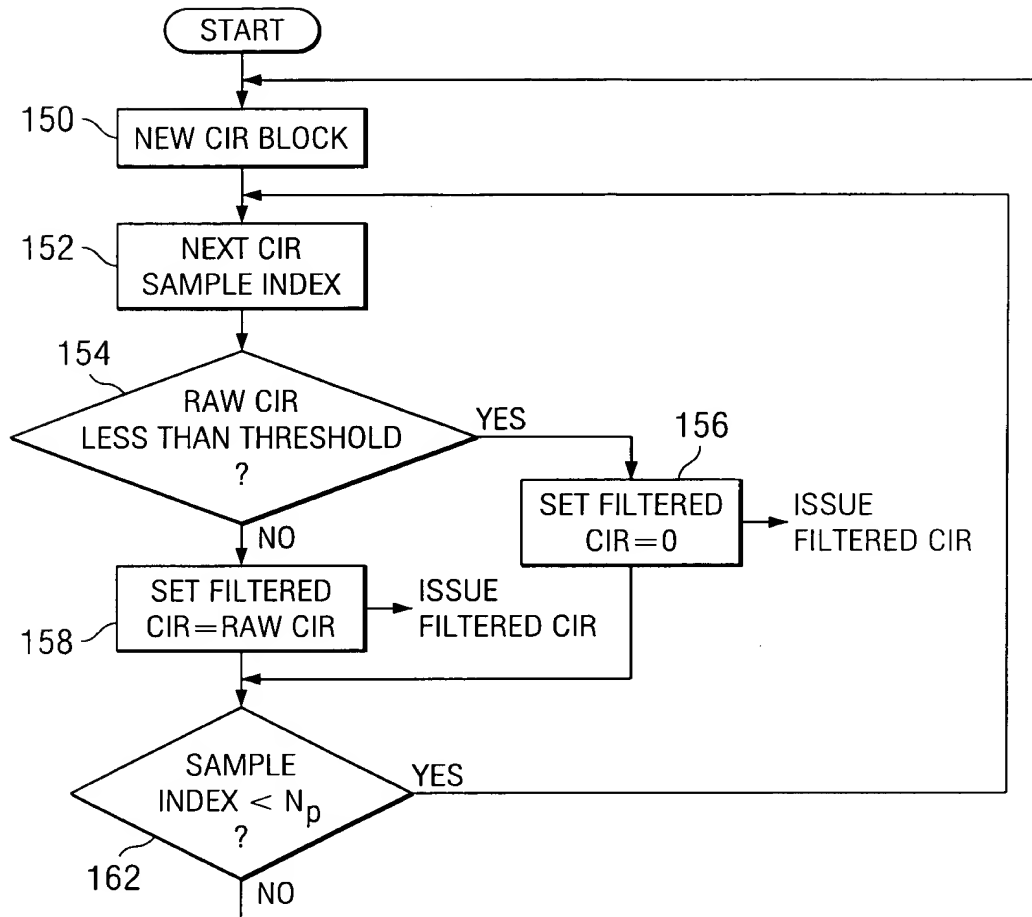 START
150
NEW CIR BLOCK
152
NEXT CIR
SAMPLE INDEX
154
RAW CIR
LESS THAN THRESHOLD
?
YES
156
SET FILTERED
CIR=0
ISSUE
FILTERED CIR
NO
158
SET FILTERED
CIR=RAW CIR
ISSUE
FILTERED CIR
SAMPLE
INDEX < Np
?
YES
162
NO